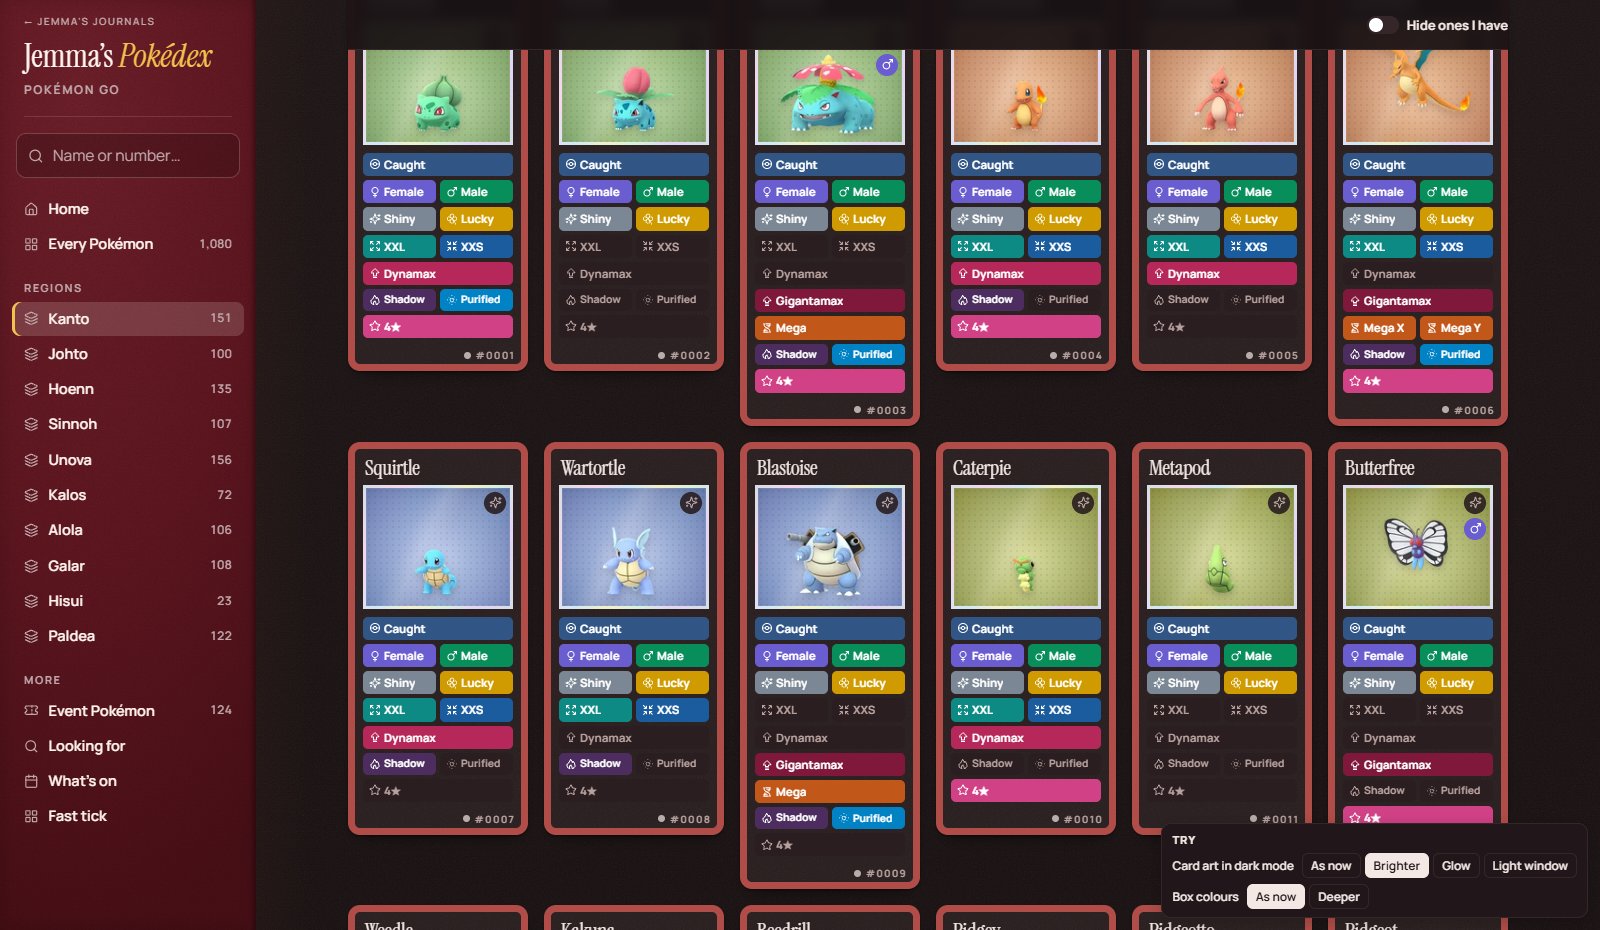 ← JEMMA'S JOURNALS
Jemma's Pokédex
POKÉMON GO
Name or number...
Home
Every Pokémon 1,080
REGIONS
Kanto 151
Johto 100
Hoenn 135
Sinnoh 107
Unova 156
Kalos 72
Alola 106
Galar 108
Hisui 23
Paldea 122
MORE
Event Pokémon 124
Looking for
What's on
Fast tick
Hide ones I have
Caught
Female Male
Shiny Lucky
XXL XXS
Dynamax
Shadow Purified
4★
#0001
Caught
Female Male
Shiny Lucky
XXL XXS
Dynamax
Shadow Purified
4★
#0002
Caught
Female Male
Shiny Lucky
XXL XXS
Dynamax
Gigantamax
Mega
Shadow Purified
4★
#0003
Caught
Female Male
Shiny Lucky
XXL XXS
Dynamax
Shadow Purified
4★
#0004
Caught
Female Male
Shiny Lucky
XXL XXS
Dynamax
Shadow Purified
4★
#0005
Caught
Female Male
Shiny Lucky
XXL XXS
Dynamax
Gigantamax
Mega X Mega Y
Shadow Purified
4★
#0006
Squirtle
Caught
Female Male
Shiny Lucky
XXL XXS
Dynamax
Shadow Purified
4★
#0007
Wartortle
Caught
Female Male
Shiny Lucky
XXL XXS
Dynamax
Shadow Purified
4★
#0008
Blastoise
Caught
Female Male
Shiny Lucky
XXL XXS
Dynamax
Gigantamax
Mega
Shadow Purified
4★
#0009
Caterpie
Caught
Female Male
Shiny Lucky
XXL XXS
Dynamax
Shadow Purified
4★
#0010
Metapod
Caught
Female Male
Shiny Lucky
XXL XXS
Dynamax
Shadow Purified
4★
#0011
Butterfree
Caught
Female Male
Shiny Lucky
XXL XXS
Dynamax
Gigantamax
Shadow Purified
4★
TRY
Card art in dark mode As now Brighter Glow Light window
Box colours As now Deeper
Weedle
Kakuna
Beedrill
Pidgey
Pidgeotto
Pidgeot